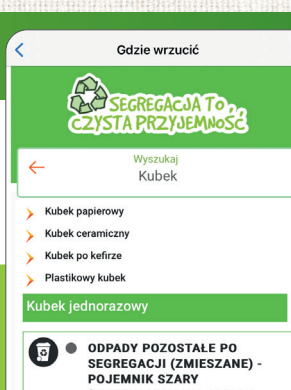 Gdzie wrzucić
SEGREGACJA TO
CZYSTA PRZYJEMNOŚĆ
Wyszukaj
Kubek
Kubek papierowy
Kubek ceramiczny
Kubek po kefirze
Plastikowy kubek
Kubek jednorazowy
ODPADY POZOSTAŁE PO
SEGREGACJI (ZMIESZANE) -
POJEMNIK SZARY